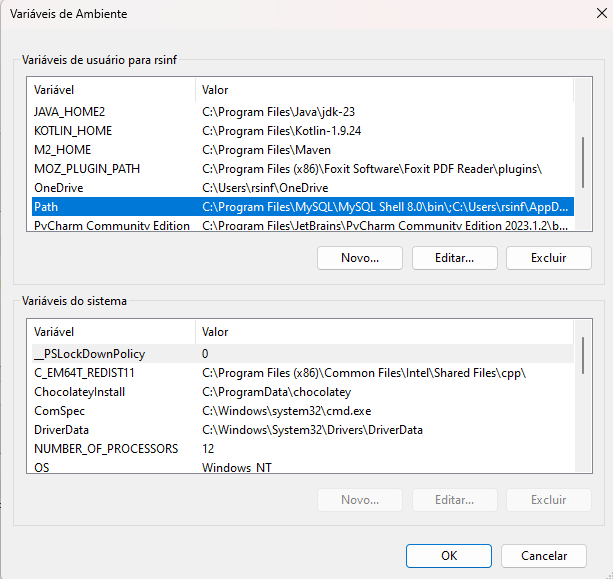 Variáveis de Ambiente
Variáveis de usuário para rsinf
Variável Valor
JAVA_HOME2 C:\Program Files\Java\jdk-23
KOTLIN_HOME C:\Program Files\Kotlin-1.9.24
M2_HOME C:\Program Files\Maven
MOZ_PLUGIN_PATH C:\Program Files (x86)\Foxit Software\Foxit PDF Reader\plugins\
OneDrive C:\Users\rsinf\OneDrive
Path C:\Program Files\MySQL\MySQL Shell 8.0\bin\;C:\Users\rsinf\AppD...
PyCharm Community Edition C:\Program Files\JetBrains\PyCharm Community Edition 2023.1.2\b...
Novo... Editar... Excluir
Variáveis do sistema
Variável Valor
__PSLockDownPolicy 0
C_EM64T_REDIST11 C:\Program Files (x86)\Common Files\Intel\Shared Files\cpp\
ChocolateyInstall C:\ProgramData\chocolatey
ComSpec C:\Windows\system32\cmd.exe
DriverData C:\Windows\System32\Drivers\DriverData
NUMBER_OF_PROCESSORS 12
OS Windows_NT
Novo... Editar... Excluir
OK Cancelar